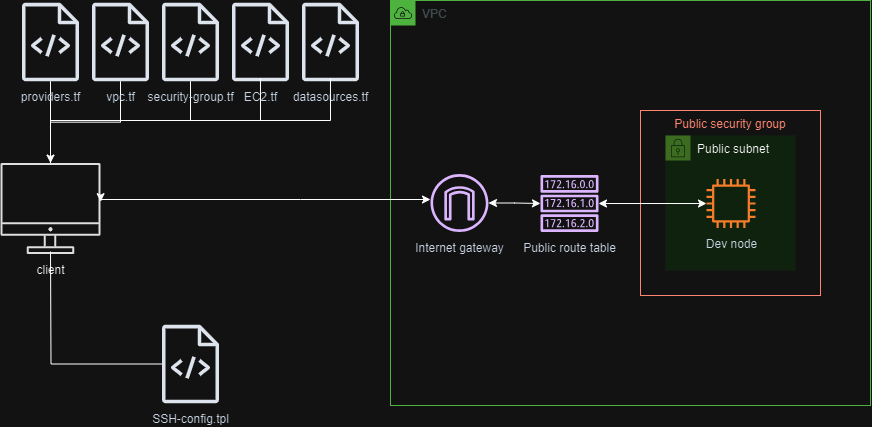 VPC
providers.tf
vpc.tf
security-group.tf
EC2.tf
datasources.tf
Public security group
Public subnet
172.16.0.0
172.16.1.0
172.16.2.0
Internet gateway
Public route table
Dev node
client
SSH-config.tpl